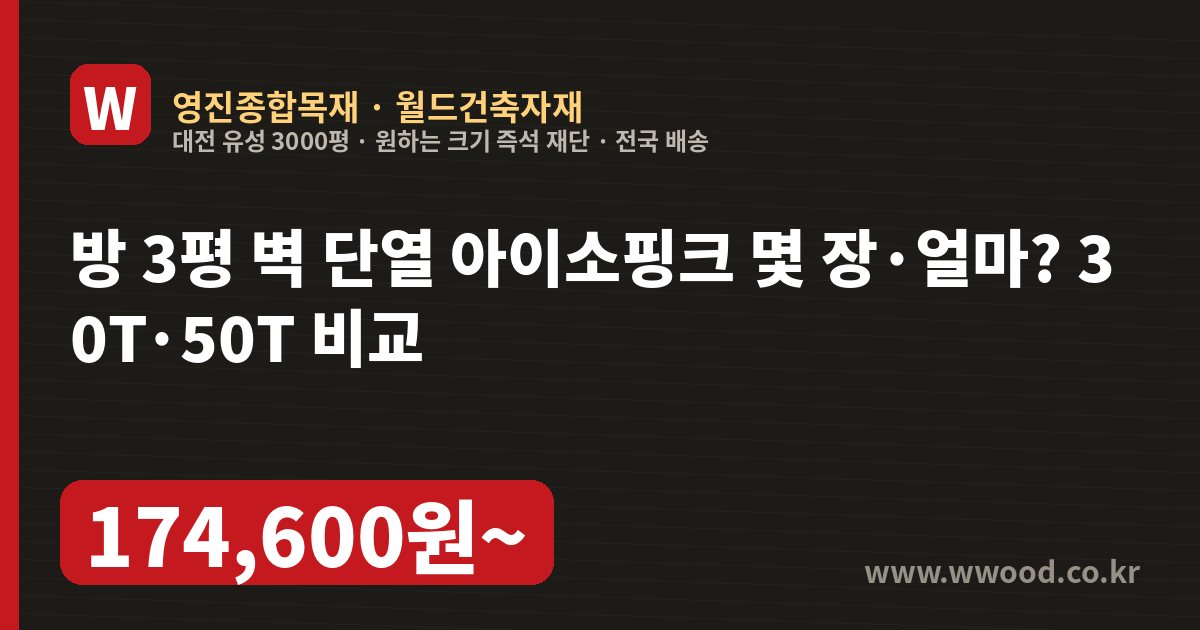 W
영진종합목재 · 월드건축자재
대전 유성 3000평 · 원하는 크기 즉석 재단 · 전국 배송
방 3평 벽 단열 아이소핑크 몇 장·얼마? 3
0T·50T 비교
174,600원~
www.wwood.co.kr